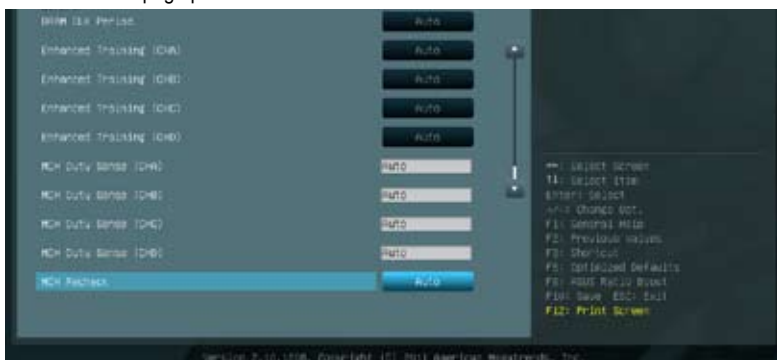 DRAM CLK Period
Auto
Enhanced Training (CHA)
Auto
Enhanced Training (CHB)
Auto
Enhanced Training (CHC)
Auto
Enhanced Training (CHD)
Auto
MCH Duty Sense (CHA)
Auto
MCH Duty Sense (CHB)
Auto
MCH Duty Sense (CHC)
Auto
MCH Duty Sense (CHD)
Auto
MCH Recheck
Auto
: Select Screen
↑↓: Select Item
Enter: Select
+/-: Change Opt.
F1: General Help
F2: Previous Values
F3: Shortcut
F5: Optimized Defaults
F6: ASUS Ratio Boost
F10: Save ESC: Exit
F12: Print Screen
Version Copyright (C) 2011 American Megatrends, Inc.